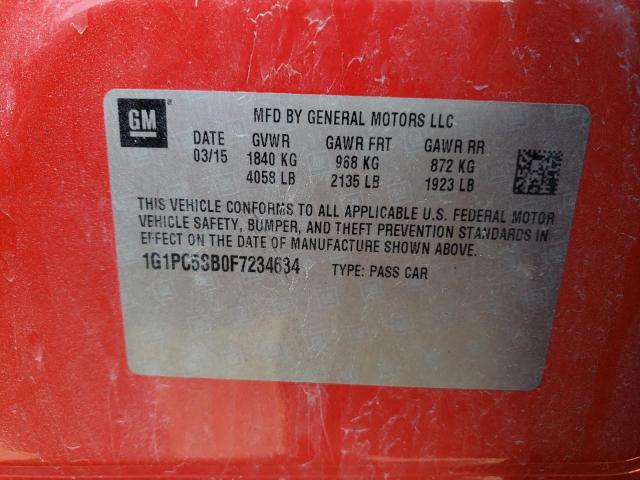 GM
MFD BY GENERAL MOTORS LLC
DATE GVWR GAWR FRT GAWR RR
03/15 1840 KG 968 KG 872 KG
4058 LB 2135 LB 1923 LB
THIS VEHICLE CONFORMS TO ALL APPLICABLE U.S. FEDERAL MOTOR
VEHICLE SAFETY, BUMPER, AND THEFT PREVENTION STANDARDS IN
EFFECT ON THE DATE OF MANUFACTURE SHOWN ABOVE.
1G1PC5SB0F7234634 TYPE: PASS CAR